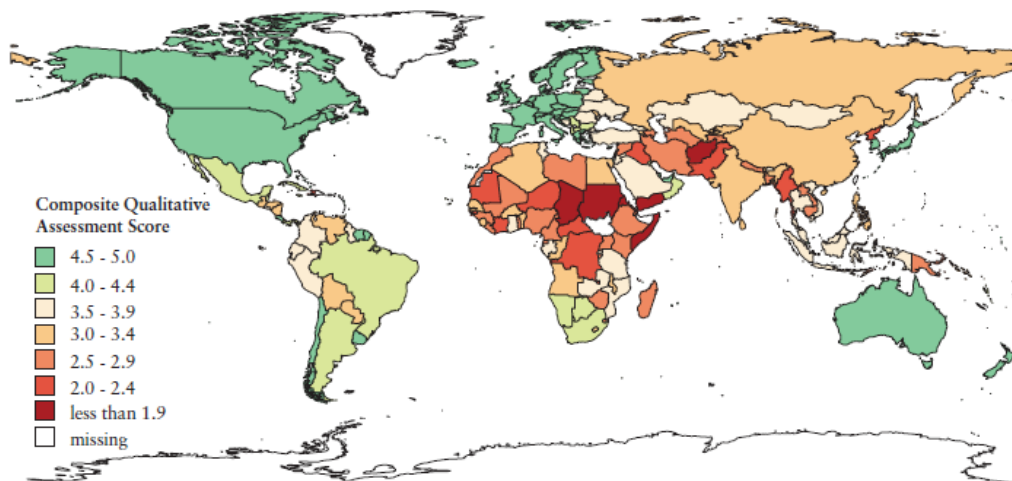 Composite Qualitative
Assessment Score
4.5 - 5.0
4.0 - 4.4
3.5 - 3.9
3.0 - 3.4
2.5 - 2.9
2.0 - 2.4
less than 1.9
missing